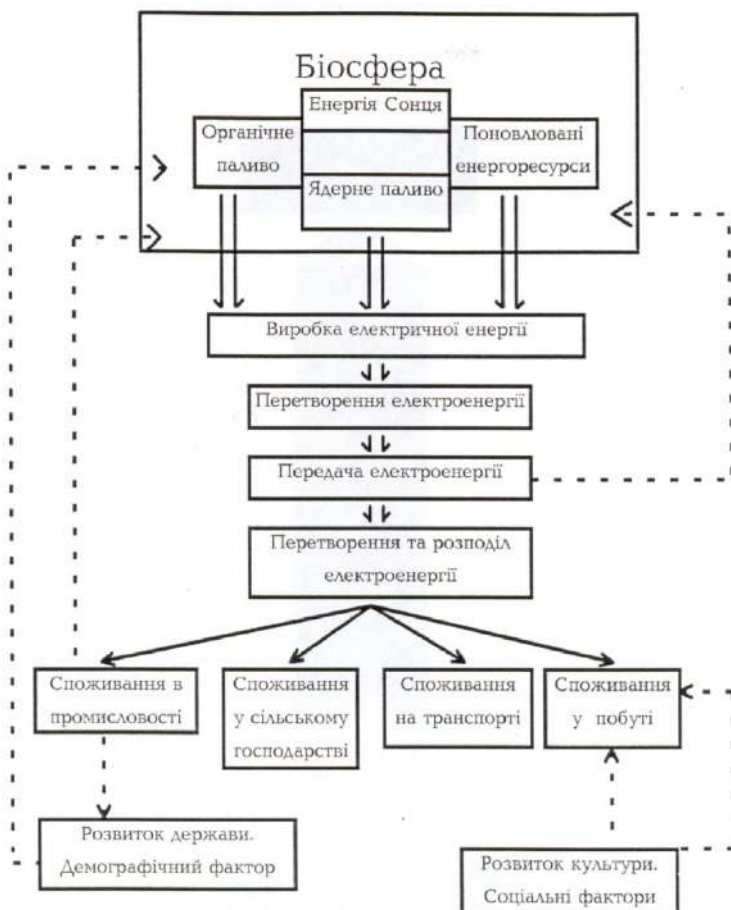 Біосфера
Енергія Сонця
Органічне
паливо
Поновлювані
енергоресурси
Ядерне паливо
Виробка електричної енергії
Перетворення електроенергії
Передача електроенергії
Перетворення та розподіл
електроенергії
Споживання в
промисловості
Споживання
у сільському
господарстві
Споживання
на транспорті
Споживання
у побуті
Розвиток держави.
Демографічний фактор
Розвиток культури.
Соціальні фактори